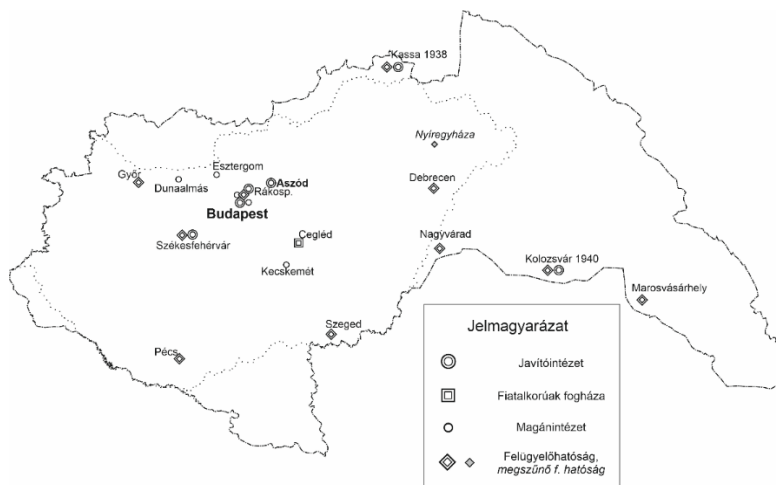 Kassa 1938
Nyíregyháza
Esztergom
Győr
Dunaalmás
Aszód
Rákosp.
Debrecen
Budapest
Székesfehérvár
Cegléd
Nagyvárad
Kecskemét
Kolozsvár 1940
Marosvásárhely
Szeged
Pécs
Jelmagyarázat
Javítóintézet
Fiatalkorúak fogháza
Magánintézet
Felügyelőhatóság,
megszűnő f. hatóság